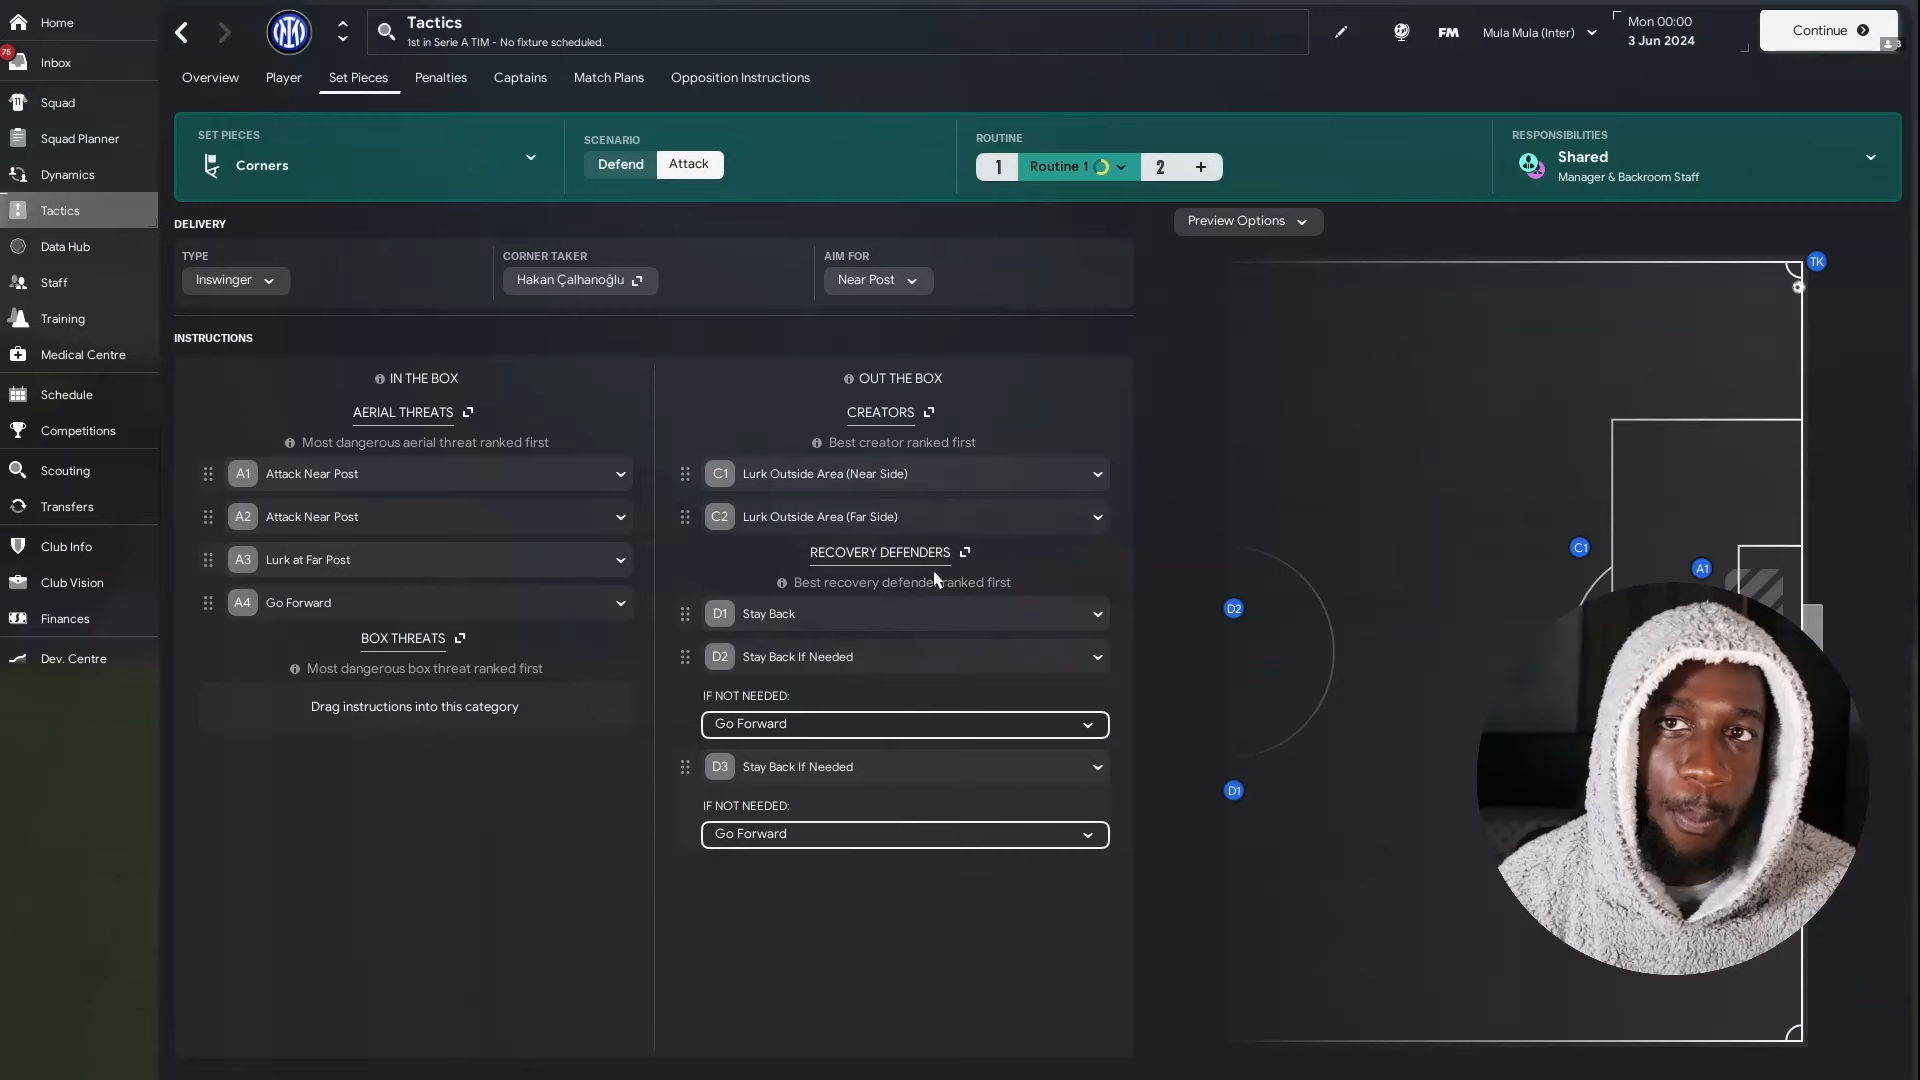 Home
75
Inbox
Squad
Squad Planner
Dynamics
Tactics
Data Hub
Staff
Training
Medical Centre
Schedule
Competitions
Scouting
Transfers
Club Info
Club Vision
Finances
Dev. Centre
Tactics
1st in Serie A TIM - No fixture scheduled.
FM
Mula Mula (Inter)
Mon 00:00
3 Jun 2024
Continue
3
Overview
Player
Set Pieces
Penalties
Captains
Match Plans
Opposition Instructions
SET PIECES
Corners
SCENARIO
Defend
Attack
ROUTINE
1
Routine 1
2
+
RESPONSIBILITIES
Shared
Manager & Backroom Staff
DELIVERY
TYPE
Inswinger
CORNER TAKER
Hakan Çalhanoğlu
AIM FOR
Near Post
INSTRUCTIONS
IN THE BOX
AERIAL THREATS
Most dangerous aerial threat ranked first
A1 Attack Near Post
A2 Attack Near Post
A3 Lurk at Far Post
A4 Go Forward
BOX THREATS
Most dangerous box threat ranked first
Drag instructions into this category
OUT THE BOX
CREATORS
Best creator ranked first
C1 Lurk Outside Area (Near Side)
C2 Lurk Outside Area (Far Side)
RECOVERY DEFENDERS
Best recovery defender ranked first
D1 Stay Back
D2 Stay Back If Needed
IF NOT NEEDED:
Go Forward
D3 Stay Back If Needed
IF NOT NEEDED:
Go Forward
Preview Options
TK
C1
A1
D2
D1